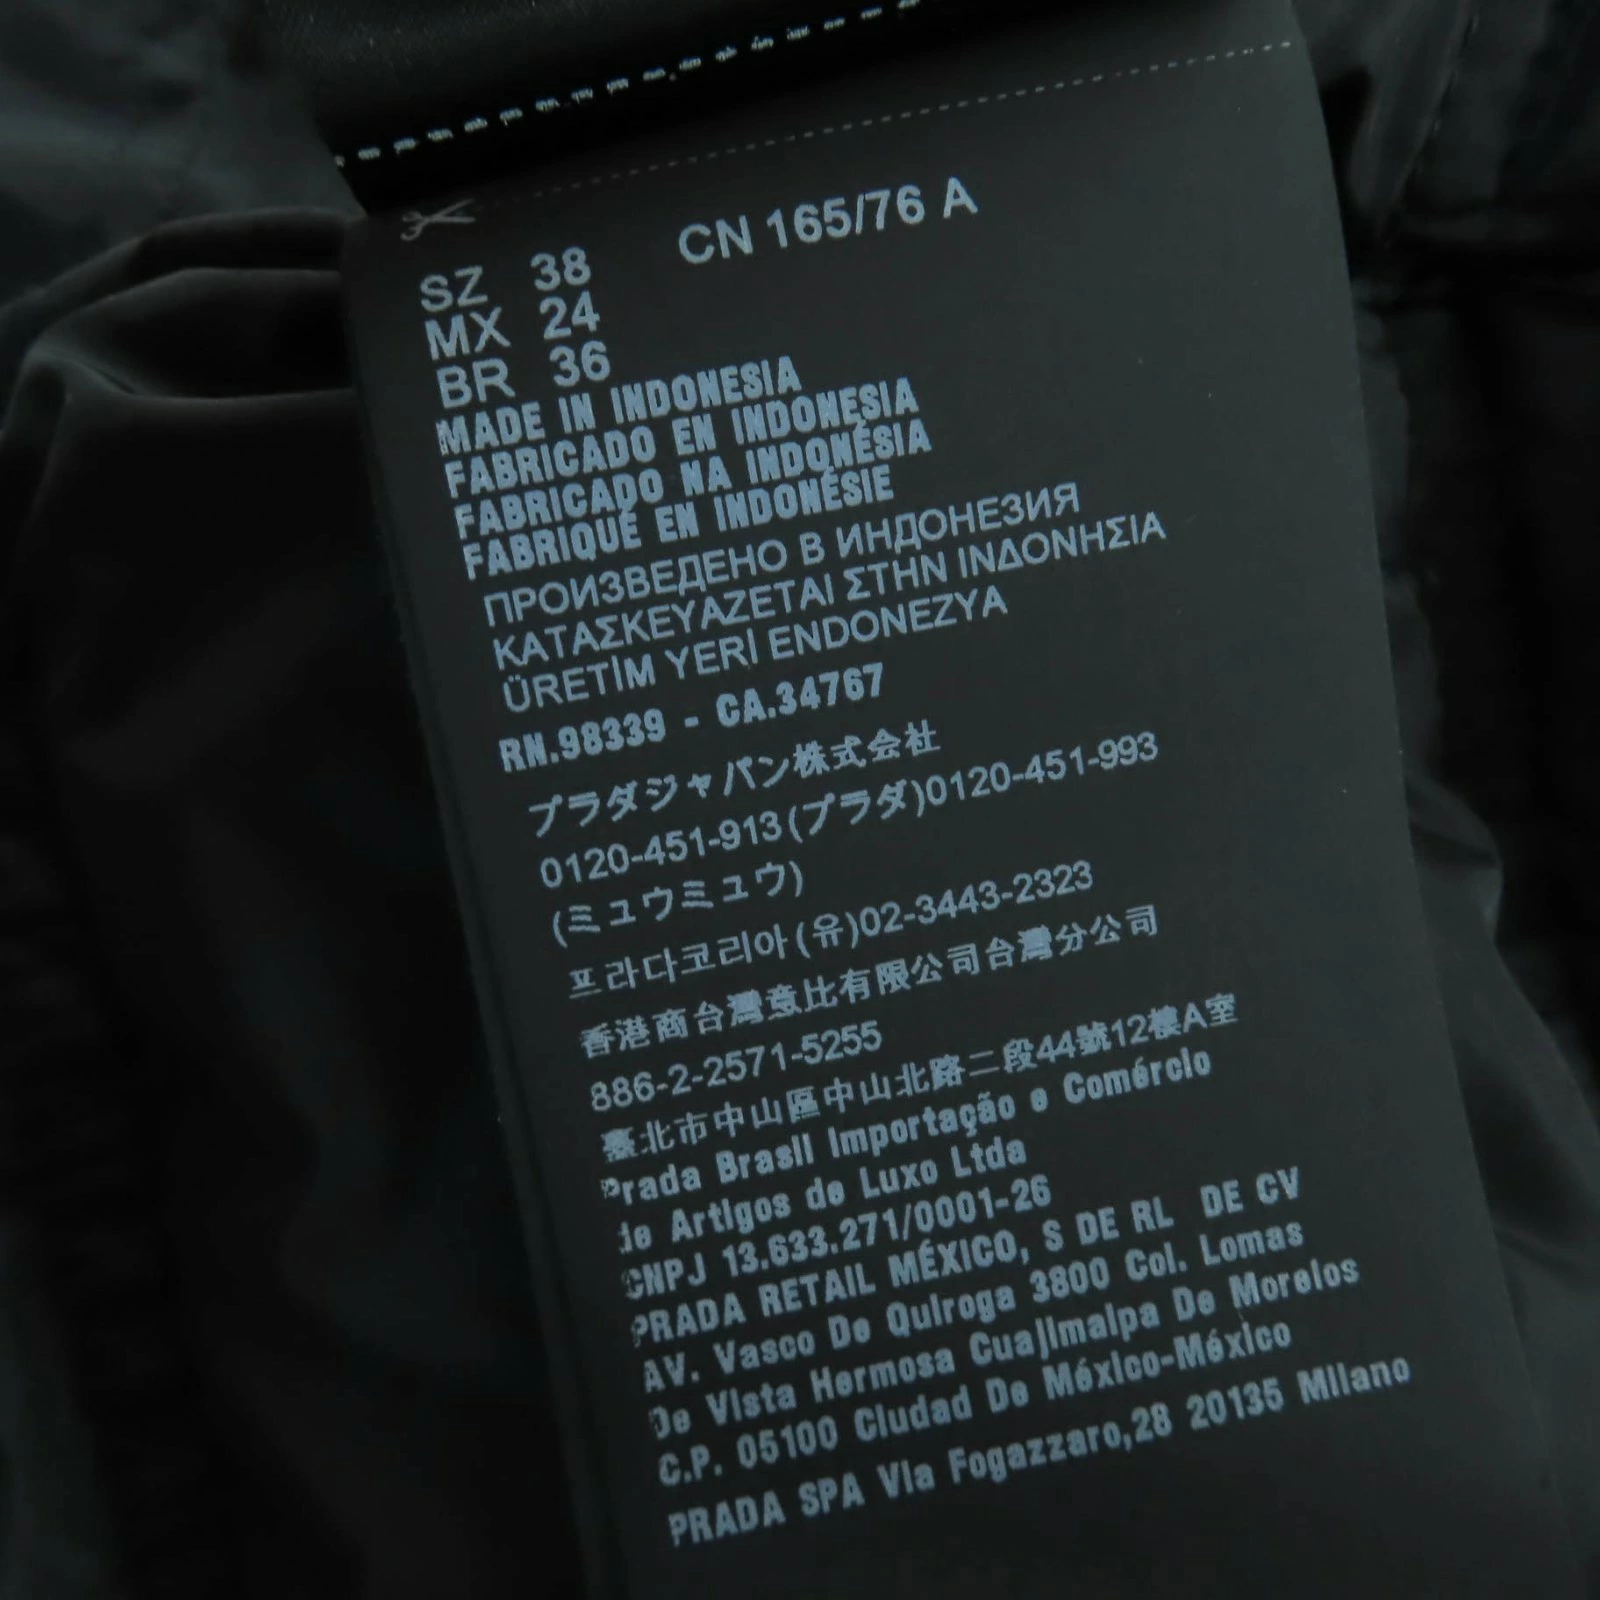 CN 165/76 A
SZ 38
MX 24
BR 36
MADE IN INDONESIA
FABRICADO EN INDONESIA
FABRICADO NA INDONÉSIA
FABRIQUÉ EN INDONÉSIE
ПРОИЗВЕДЕНО В ИНДОНЕЗИЯ
ΚΑΤΑΣΚΕΥΑΖΕΤΑΙ ΣΤΗΝ ΙΝΔΟΝΗΣΙΑ
ÜRETİM YERİ ENDONEZYA
RN.98339 - CA.34767
プラダジャパン株式会社
0120-451-913(プラダ)0120-451-993
(ミュウミュウ)
프라다코리아(유)02-3443-2323
香港商台灣意比有限公司台灣分公司
886-2-2571-5255
臺北市中山區中山北路二段44號12樓A室
Prada Brasil Importação e Comércio
de Artigos de Luxo Ltda
CNPJ 13.633.271/0001-26
PRADA RETAIL MÉXICO, S DE RL DE CV
AV. Vasco De Quiroga 3800 Col. Lomas
De Vista Hermosa Cuajimalpa De Morelos
C.P. 05100 Ciudad De México-México
PRADA SPA Via Fogazzaro,28 20135 Milano